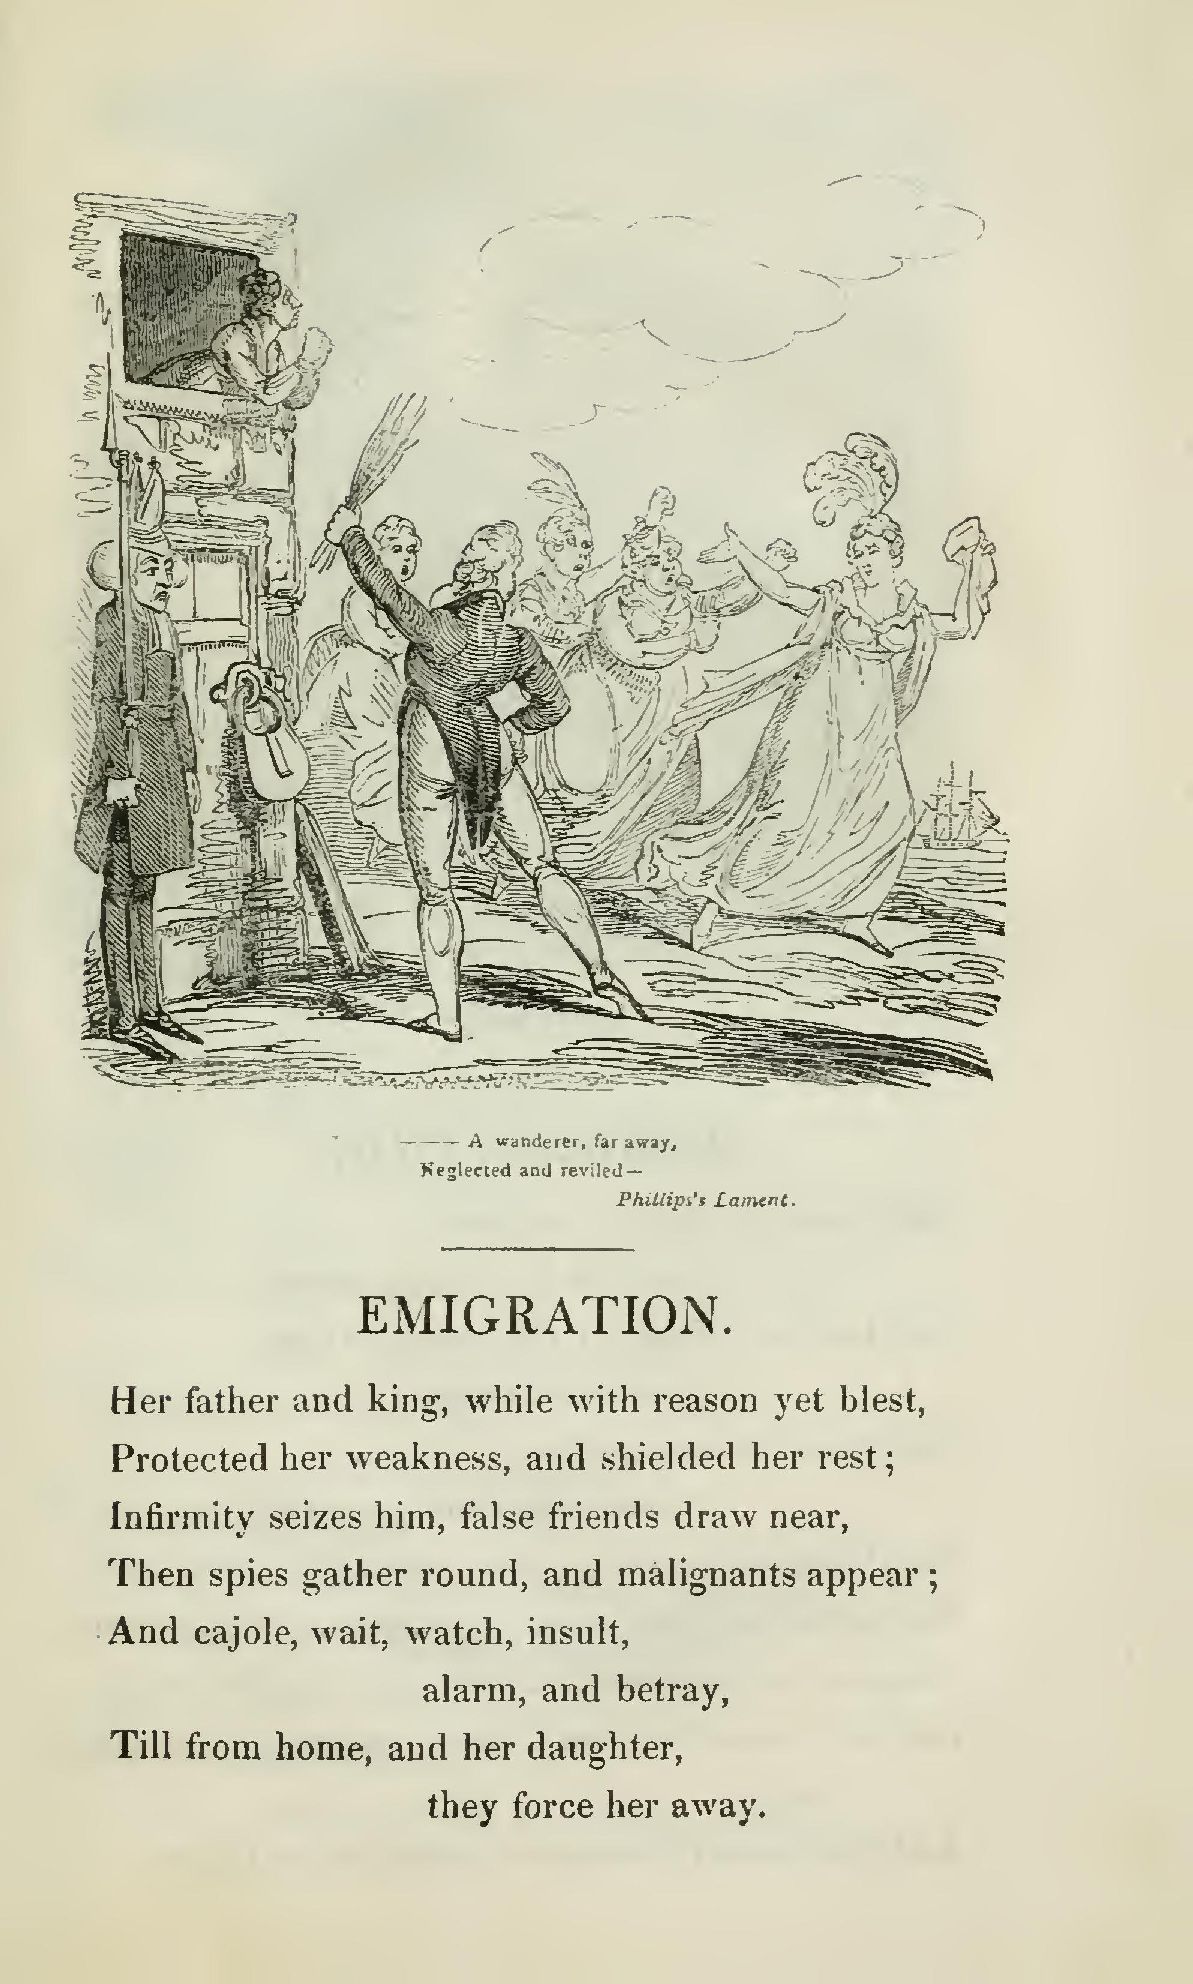 ——— A wanderer, far away,
Neglected and reviled—
Phillips's Lament.
EMIGRATION.
Her father and king, while with reason yet blest,
Protected her weakness, and shielded her rest;
Infirmity seizes him, false friends draw near,
Then spies gather round, and malignants appear;
And cajole, wait, watch, insult,
alarm, and betray,
Till from home, and her daughter,
they force her away.